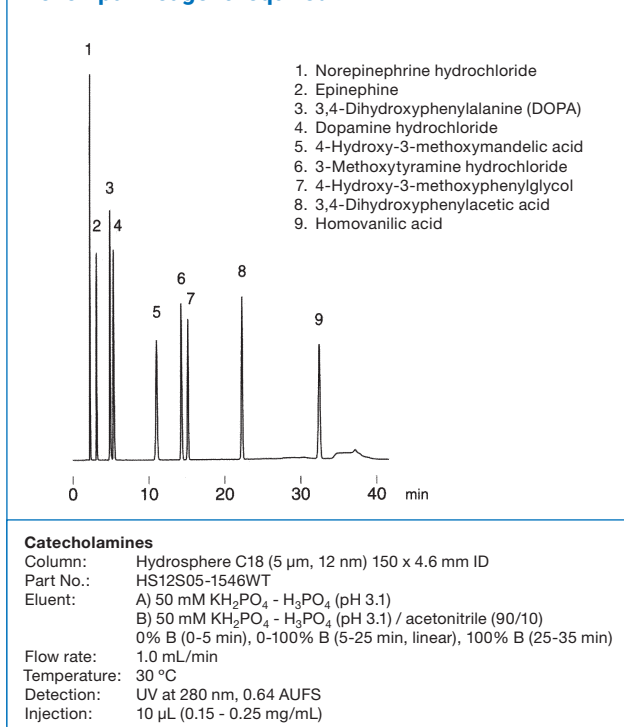 1
3
2 4
6
5 7
8
9
1. Norepinephrine hydrochloride
2. Epinephine
3. 3,4-Dihydroxyphenylalanine (DOPA)
4. Dopamine hydrochloride
5. 4-Hydroxy-3-methoxymandelic acid
6. 3-Methoxytyramine hydrochloride
7. 4-Hydroxy-3-methoxyphenylglycol
8. 3,4-Dihydroxyphenylacetic acid
9. Homovanilic acid
0 10 20 30 40 min
Catecholamines
Column: Hydrosphere C18 (5 µm, 12 nm) 150 x 4.6 mm ID
Part No.: HS12S05-1546WT
Eluent: A) 50 mM KH₂PO₄ - H₃PO₄ (pH 3.1)
B) 50 mM KH₂PO₄ - H₃PO₄ (pH 3.1) / acetonitrile (90/10)
0% B (0-5 min), 0-100% B (5-25 min, linear), 100% B (25-35 min)
Flow rate: 1.0 mL/min
Temperature: 30 ºC
Detection: UV at 280 nm, 0.64 AUFS
Injection: 10 µL (0.15 - 0.25 mg/mL)